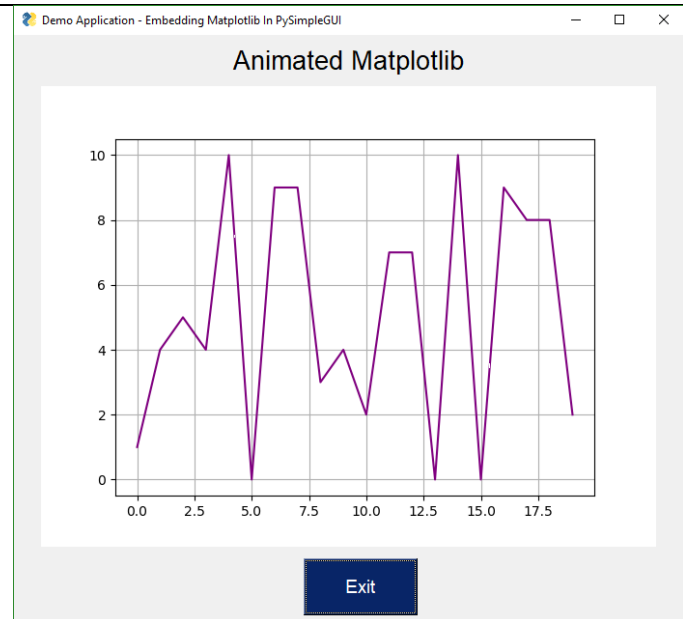 Demo Application - Embedding Matplotlib In PySimpleGUI
Animated Matplotlib
10
8
6
4
2
0
0.0 2.5 5.0 7.5 10.0 12.5 15.0 17.5
Exit